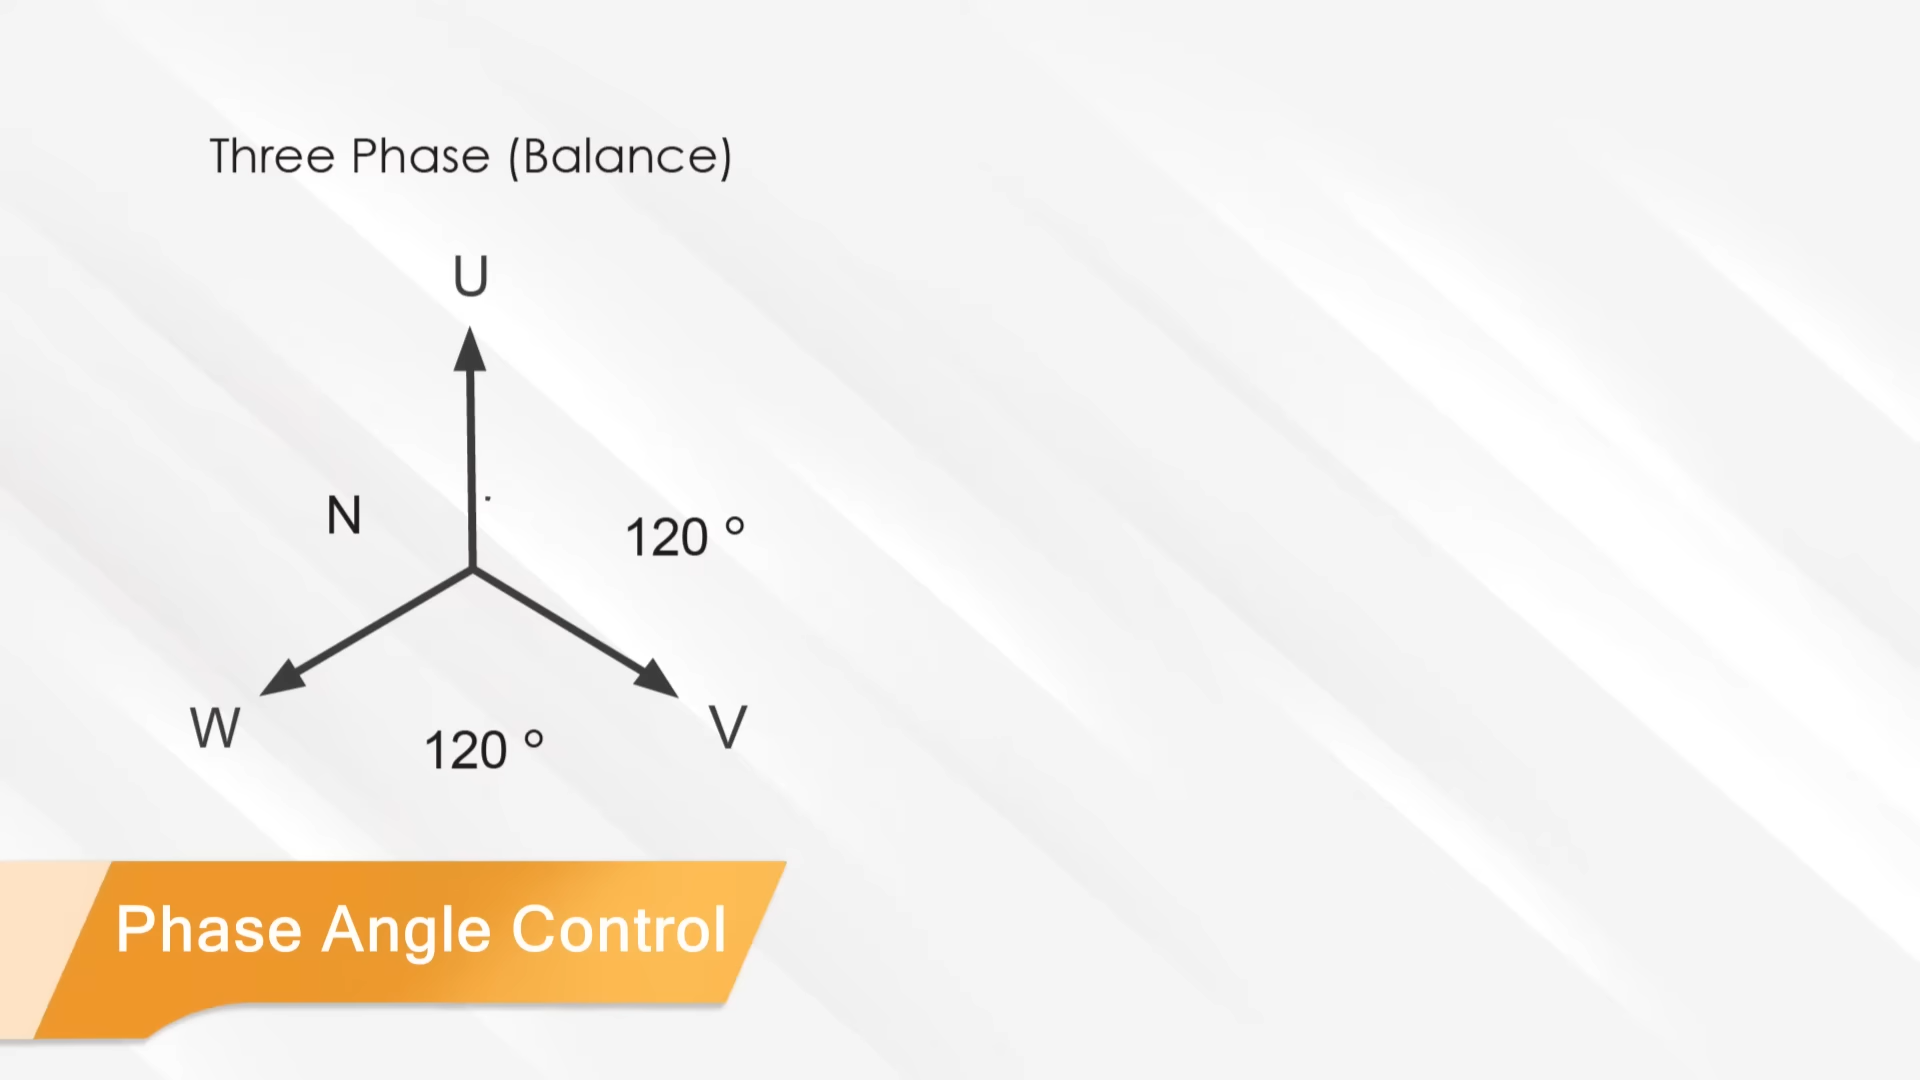 Three Phase (Balance)
U
N
120 °
W
V
120 °
Phase Angle Control